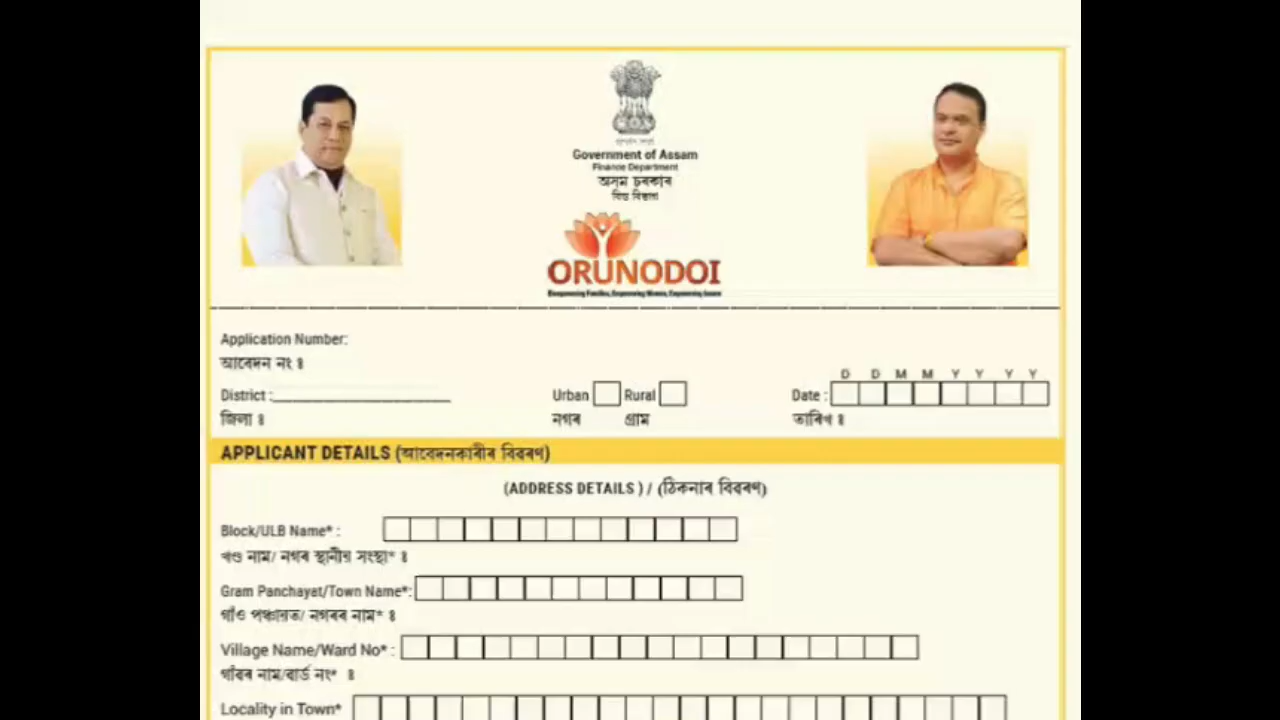 Government of Assam
Finance Department
অসম চৰকাৰ
বিত্ত বিভাগ
ORUNODOI
Application Number:
আবেদন নং ঃ
District :
Urban
Rural
Date :
D D M M Y Y Y Y
জিলা ঃ
নগৰ
গ্ৰাম
তাৰিখ ঃ
APPLICANT DETAILS (আবেদনকাৰীৰ বিৱৰণ)
(ADDRESS DETAILS ) / (ঠিকনাৰ বিৱৰণ)
Block/ULB Name* :
খণ্ড নাম/ নগৰ স্থানীয় সংস্থা* ঃ
Gram Panchayat/Town Name*:
গাঁও পঞ্চায়ত/ নগৰৰ নাম* ঃ
Village Name/Ward No* :
গাঁৱৰ নাম/ৱাৰ্ড নং* ঃ
Locality in Town*